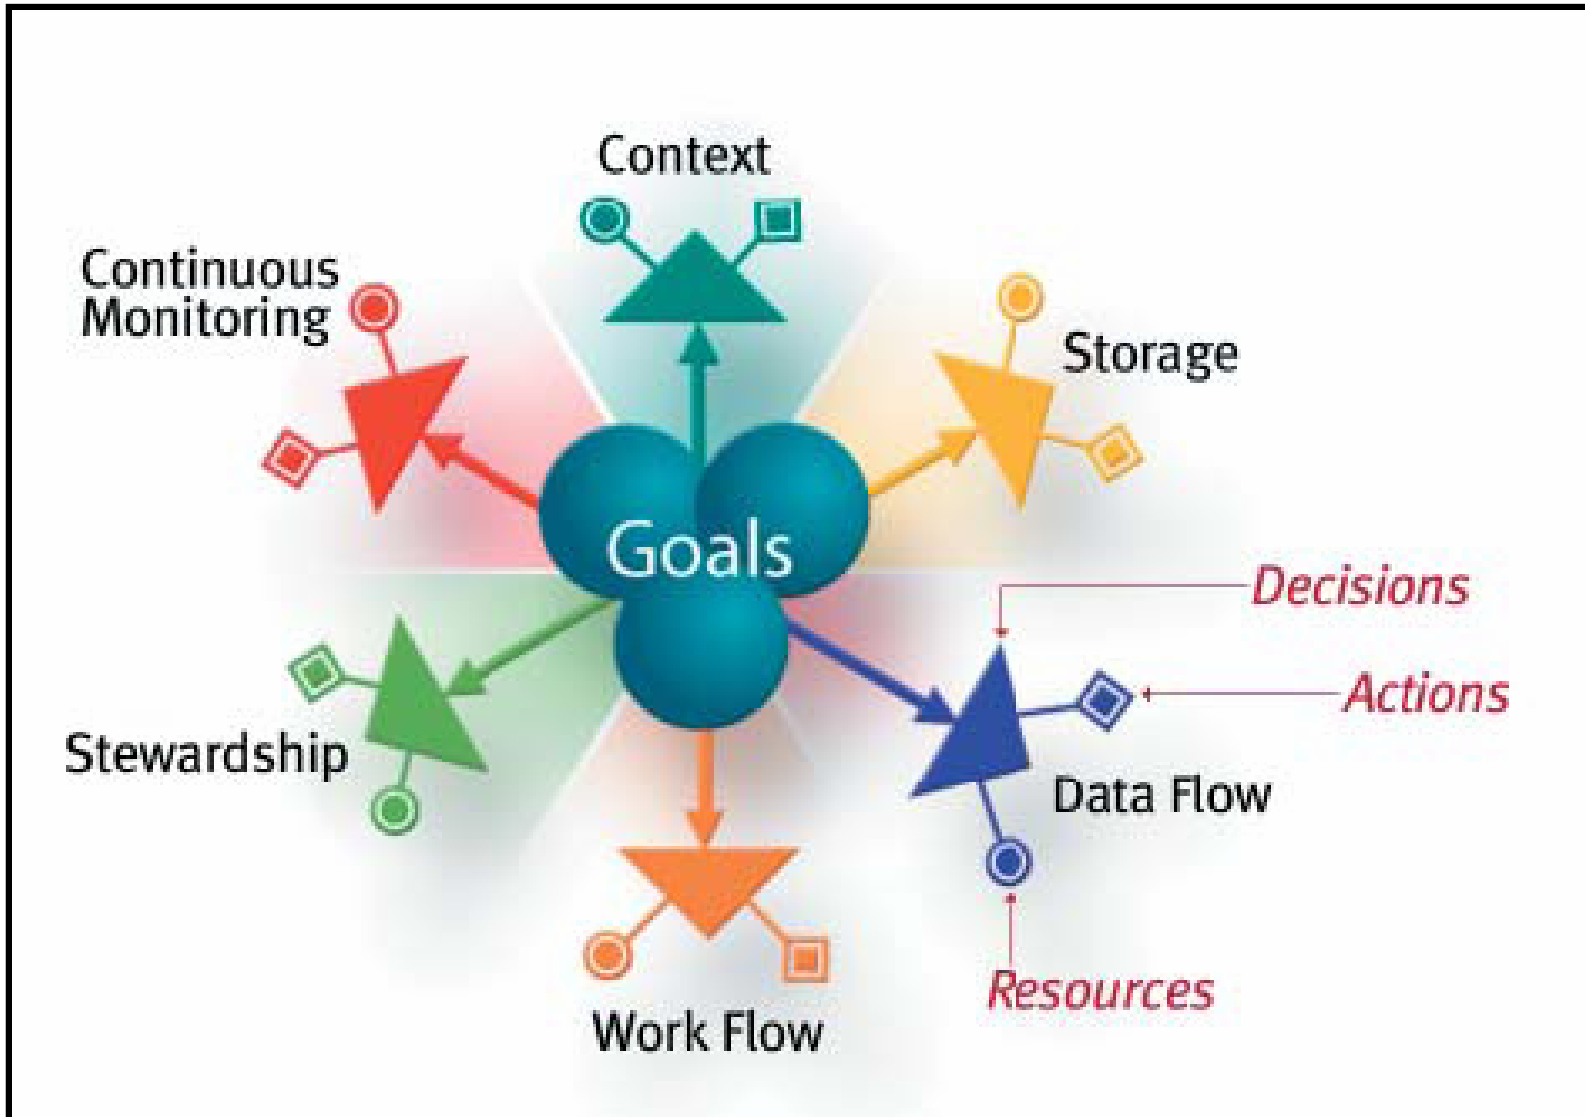 Context
Continuous
Monitoring
Storage
Goals
Decisions
Actions
Stewardship
Data Flow
Resources
Work Flow